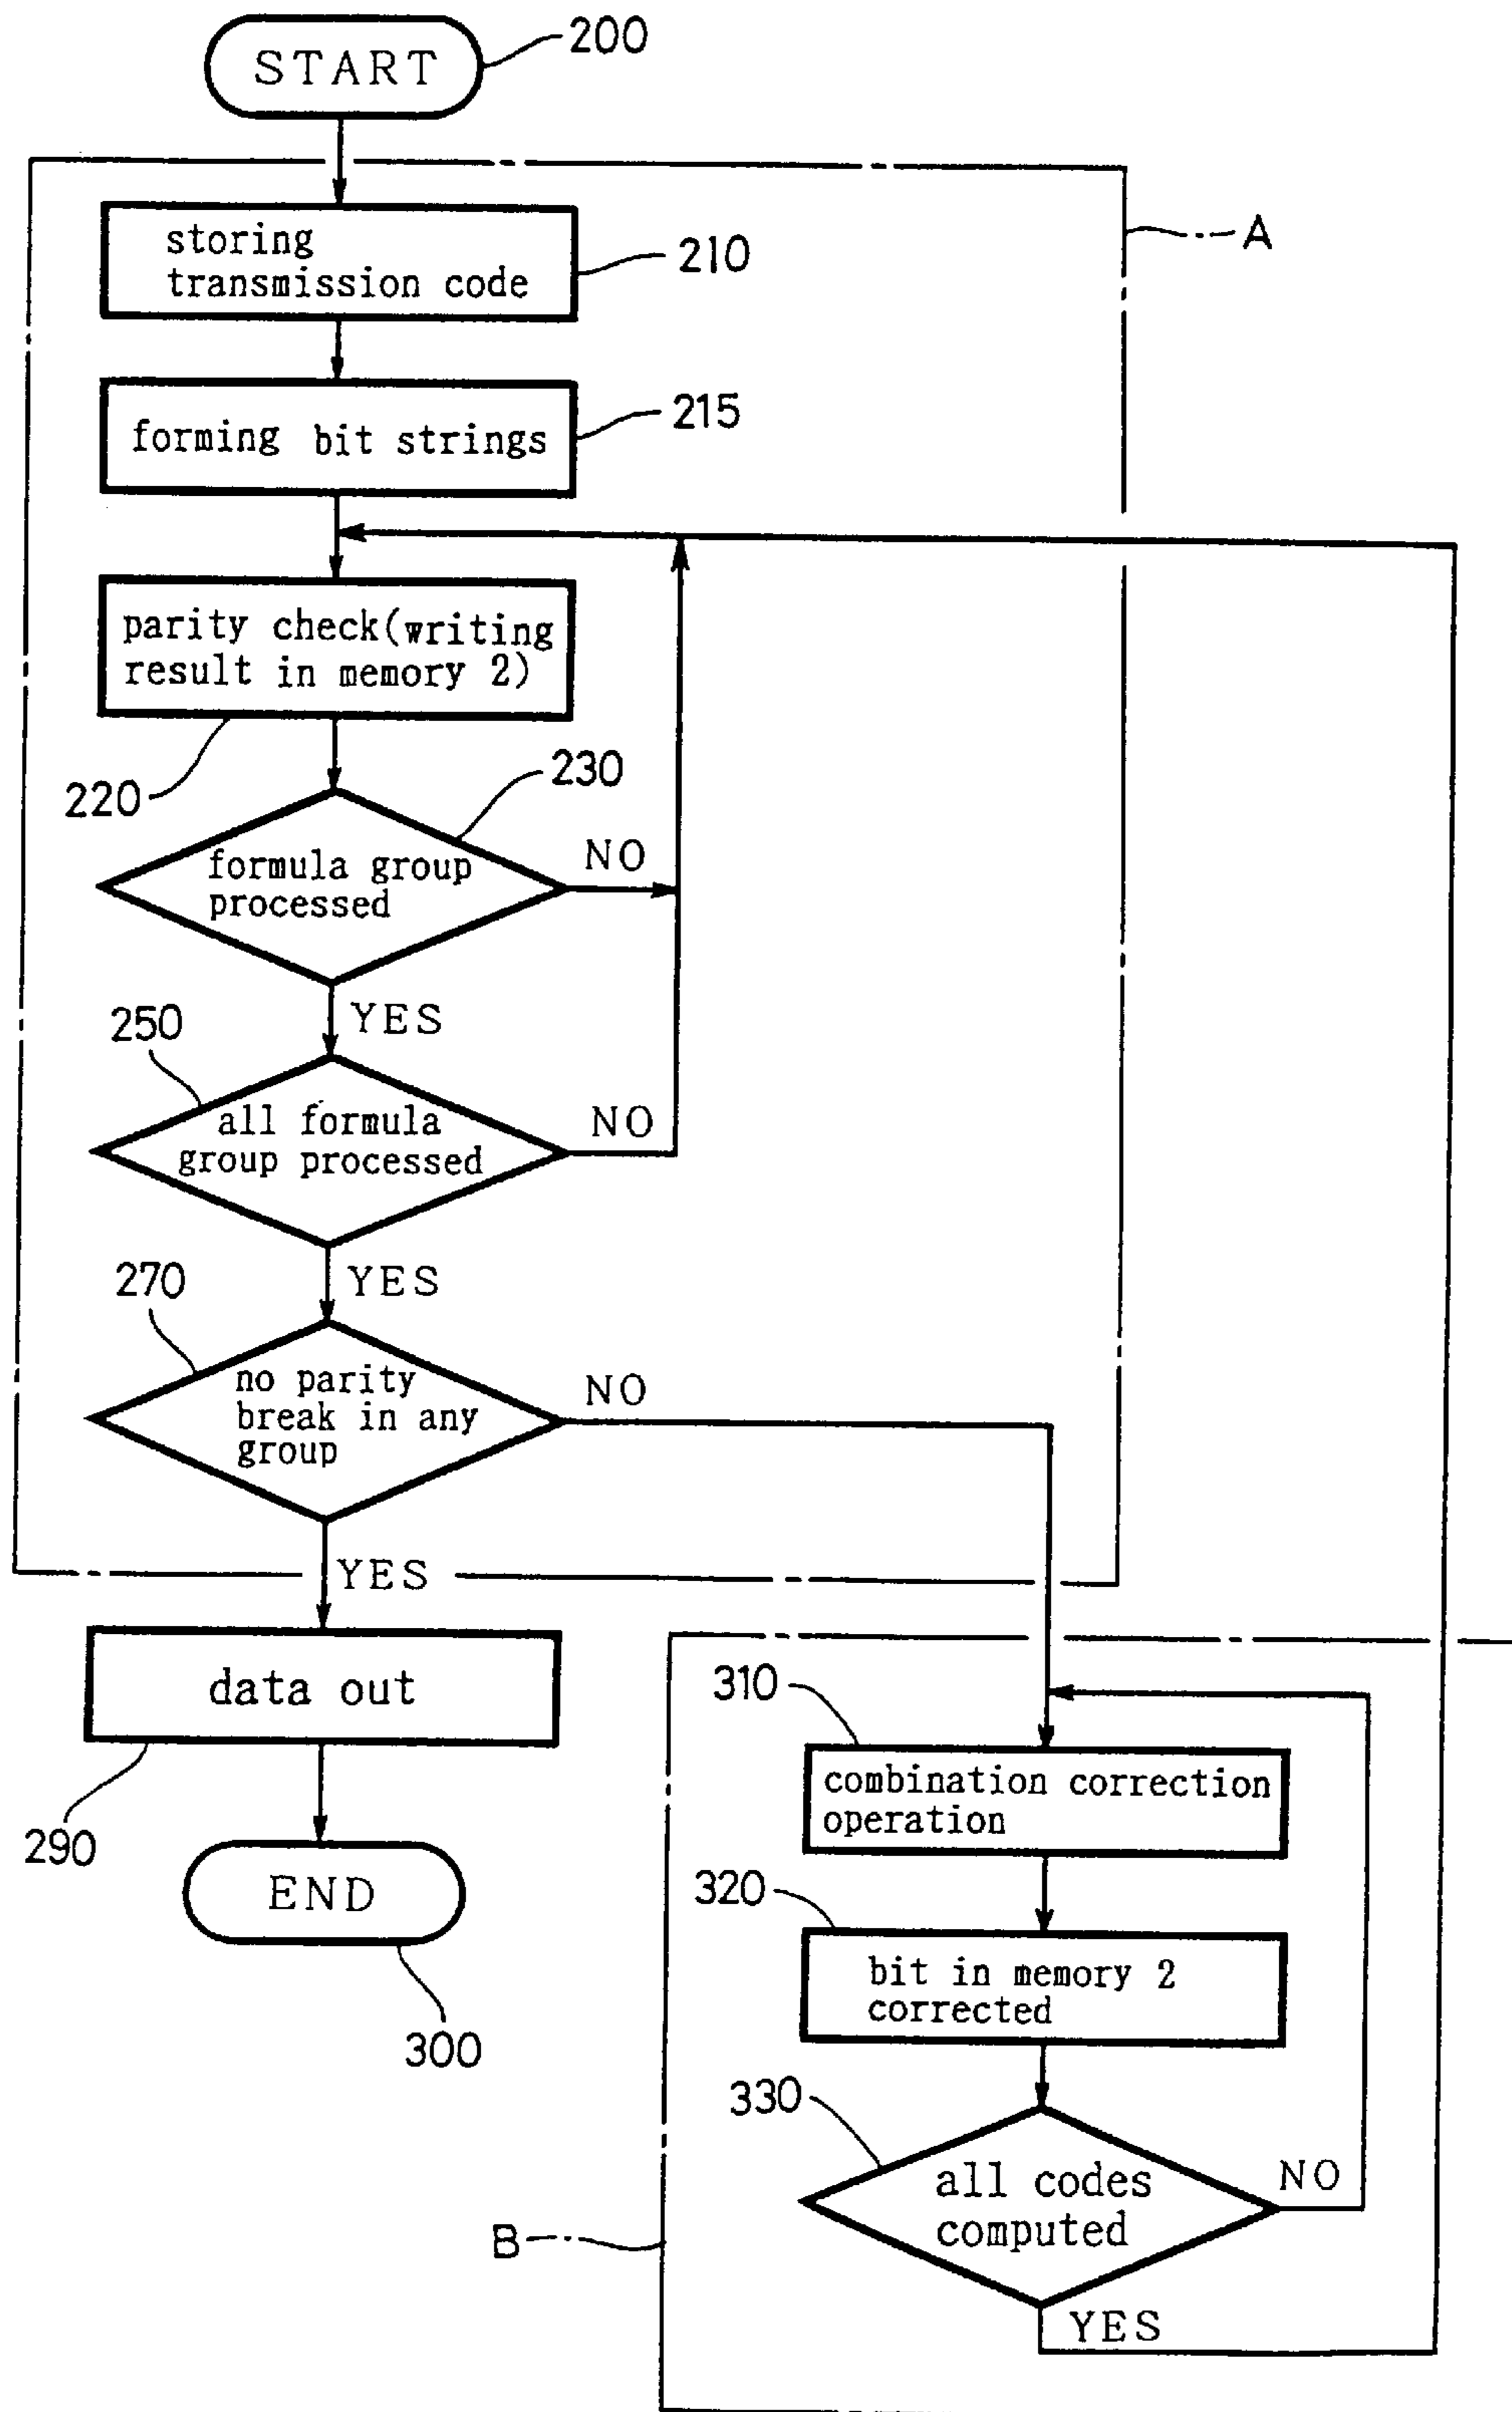 START
200
A
storing
transmission code
210
forming bit strings
215
parity check(writing
result in memory 2)
220
230
formula group
processed
NO
YES
250
all formula
group processed
NO
YES
270
no parity
break in any
group
NO
YES
data out
290
END
300
310
combination correction
operation
320
bit in memory 2
corrected
330
all codes
computed
NO
B
YES